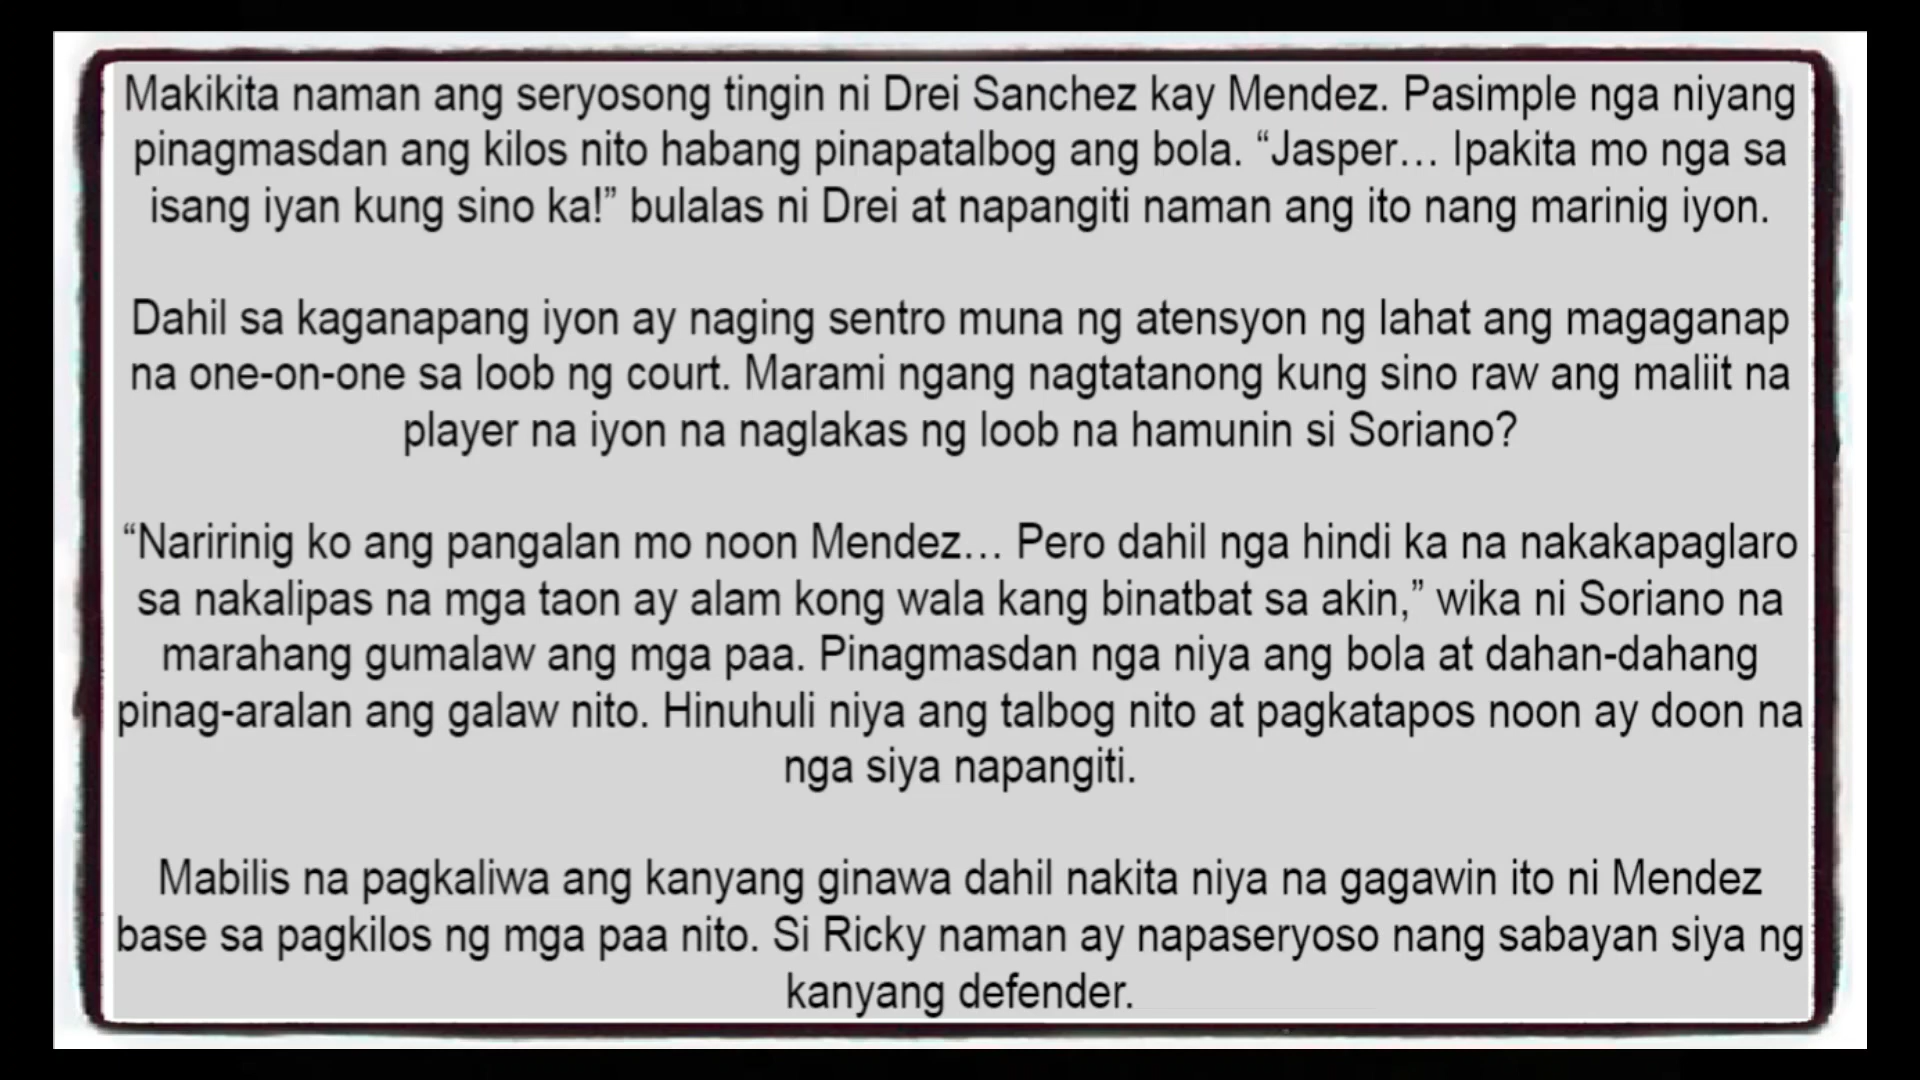 Makikita naman ang seryosong tingin ni Drei Sanchez kay Mendez. Pasimple nga niyang
pinagmasdan ang kilos nito habang pinapatalbog ang bola. “Jasper… Ipakita mo nga sa
isang iyan kung sino ka!” bulalas ni Drei at napangiti naman ang ito nang marinig iyon.
Dahil sa kaganapang iyon ay naging sentro muna ng atensyon ng lahat ang magaganap
na one-on-one sa loob ng court. Marami ngang nagtatanong kung sino raw ang maliit na
player na iyon na naglakas ng loob na hamunin si Soriano?
“Naririnig ko ang pangalan mo noon Mendez… Pero dahil nga hindi ka na nakakapaglaro
sa nakalipas na mga taon ay alam kong wala kang binatbat sa akin,” wika ni Soriano na
marahang gumalaw ang mga paa. Pinagmasdan nga niya ang bola at dahan-dahang
pinag-aralan ang galaw nito. Hinuhuli niya ang talbog nito at pagkatapos noon ay doon na
nga siya napangiti.
Mabilis na pagkaliwa ang kanyang ginawa dahil nakita niya na gagawin ito ni Mendez
base sa pagkilos ng mga paa nito. Si Ricky naman ay napaseryoso nang sabayan siya ng
kanyang defender.